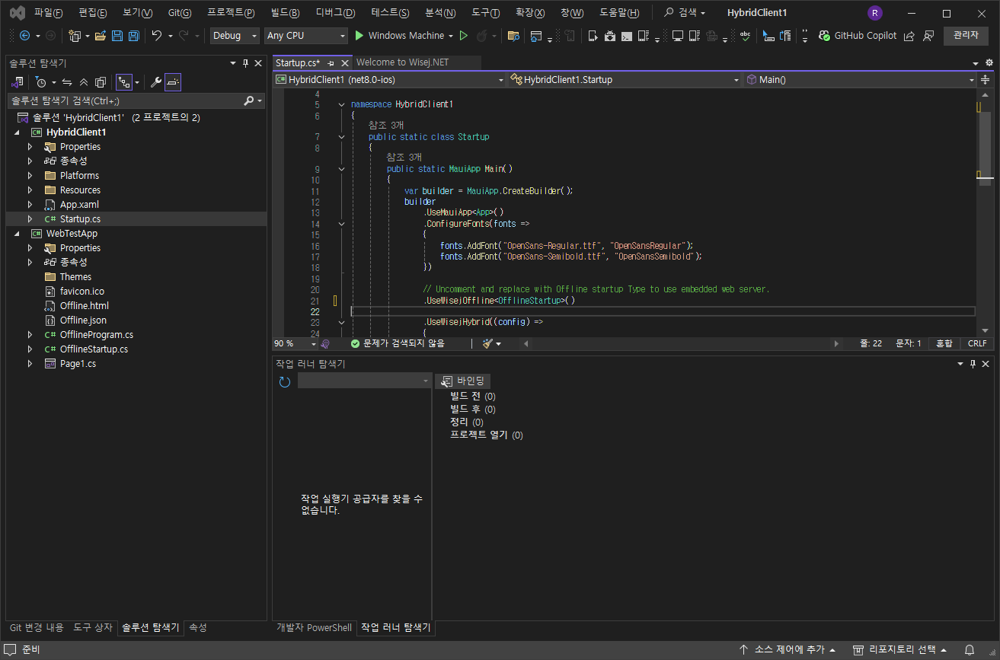 파일(F) 편집(E) 보기(V) Git(G) 프로젝트(P) 빌드(B) 디버그(D) 테스트(S) 분석(N) 도구(T) 확장(X) 창(W) 도움말(H) 검색 HybridClient1 R
Debug Any CPU Windows Machine abc GitHub Copilot 관리자
솔루션 탐색기
솔루션 탐색기 검색(Ctrl+;)
솔루션 'HybridClient1' (2 프로젝트의 2)
HybridClient1
Properties
종속성
Platforms
Resources
App.xaml
C# Startup.cs
WebTestApp
Properties
종속성
Themes
favicon.ico
Offline.html
Offline.json
C# OfflineProgram.cs
C# OfflineStartup.cs
Page1.cs
Git 변경 내용 도구 상자 솔루션 탐색기 속성
Startup.cs* Welcome to Wisej.NET
HybridClient1 (net8.0-ios) HybridClient1.Startup Main()
4
5 namespace HybridClient1
6 {
참조 3개
7 public static class Startup
8 {
참조 3개
9 public static MauiApp Main()
10 {
11 var builder = MauiApp.CreateBuilder();
12 builder
13 .UseMauiApp<App>()
14 .ConfigureFonts(fonts =>
15 {
16 fonts.AddFont("OpenSans-Regular.ttf", "OpenSansRegular");
17 fonts.AddFont("OpenSans-Semibold.ttf", "OpenSansSemibold");
18 })
19
20 // Uncomment and replace with Offline startup Type to use embedded web server.
21 .UseWisejOffline<OfflineStartup>()
22
23 .UseWisejHybrid((config) =>
24 {
90 % 문제가 검색되지 않음 줄: 22 문자: 1 혼합 CRLF
작업 러너 탐색기
바인딩
빌드 전 (0)
빌드 후 (0)
정리 (0)
프로젝트 열기 (0)
작업 실행기 공급자를 찾을 수
없습니다.
개발자 PowerShell 작업 러너 탐색기
준비 소스 제어에 추가 리포지토리 선택